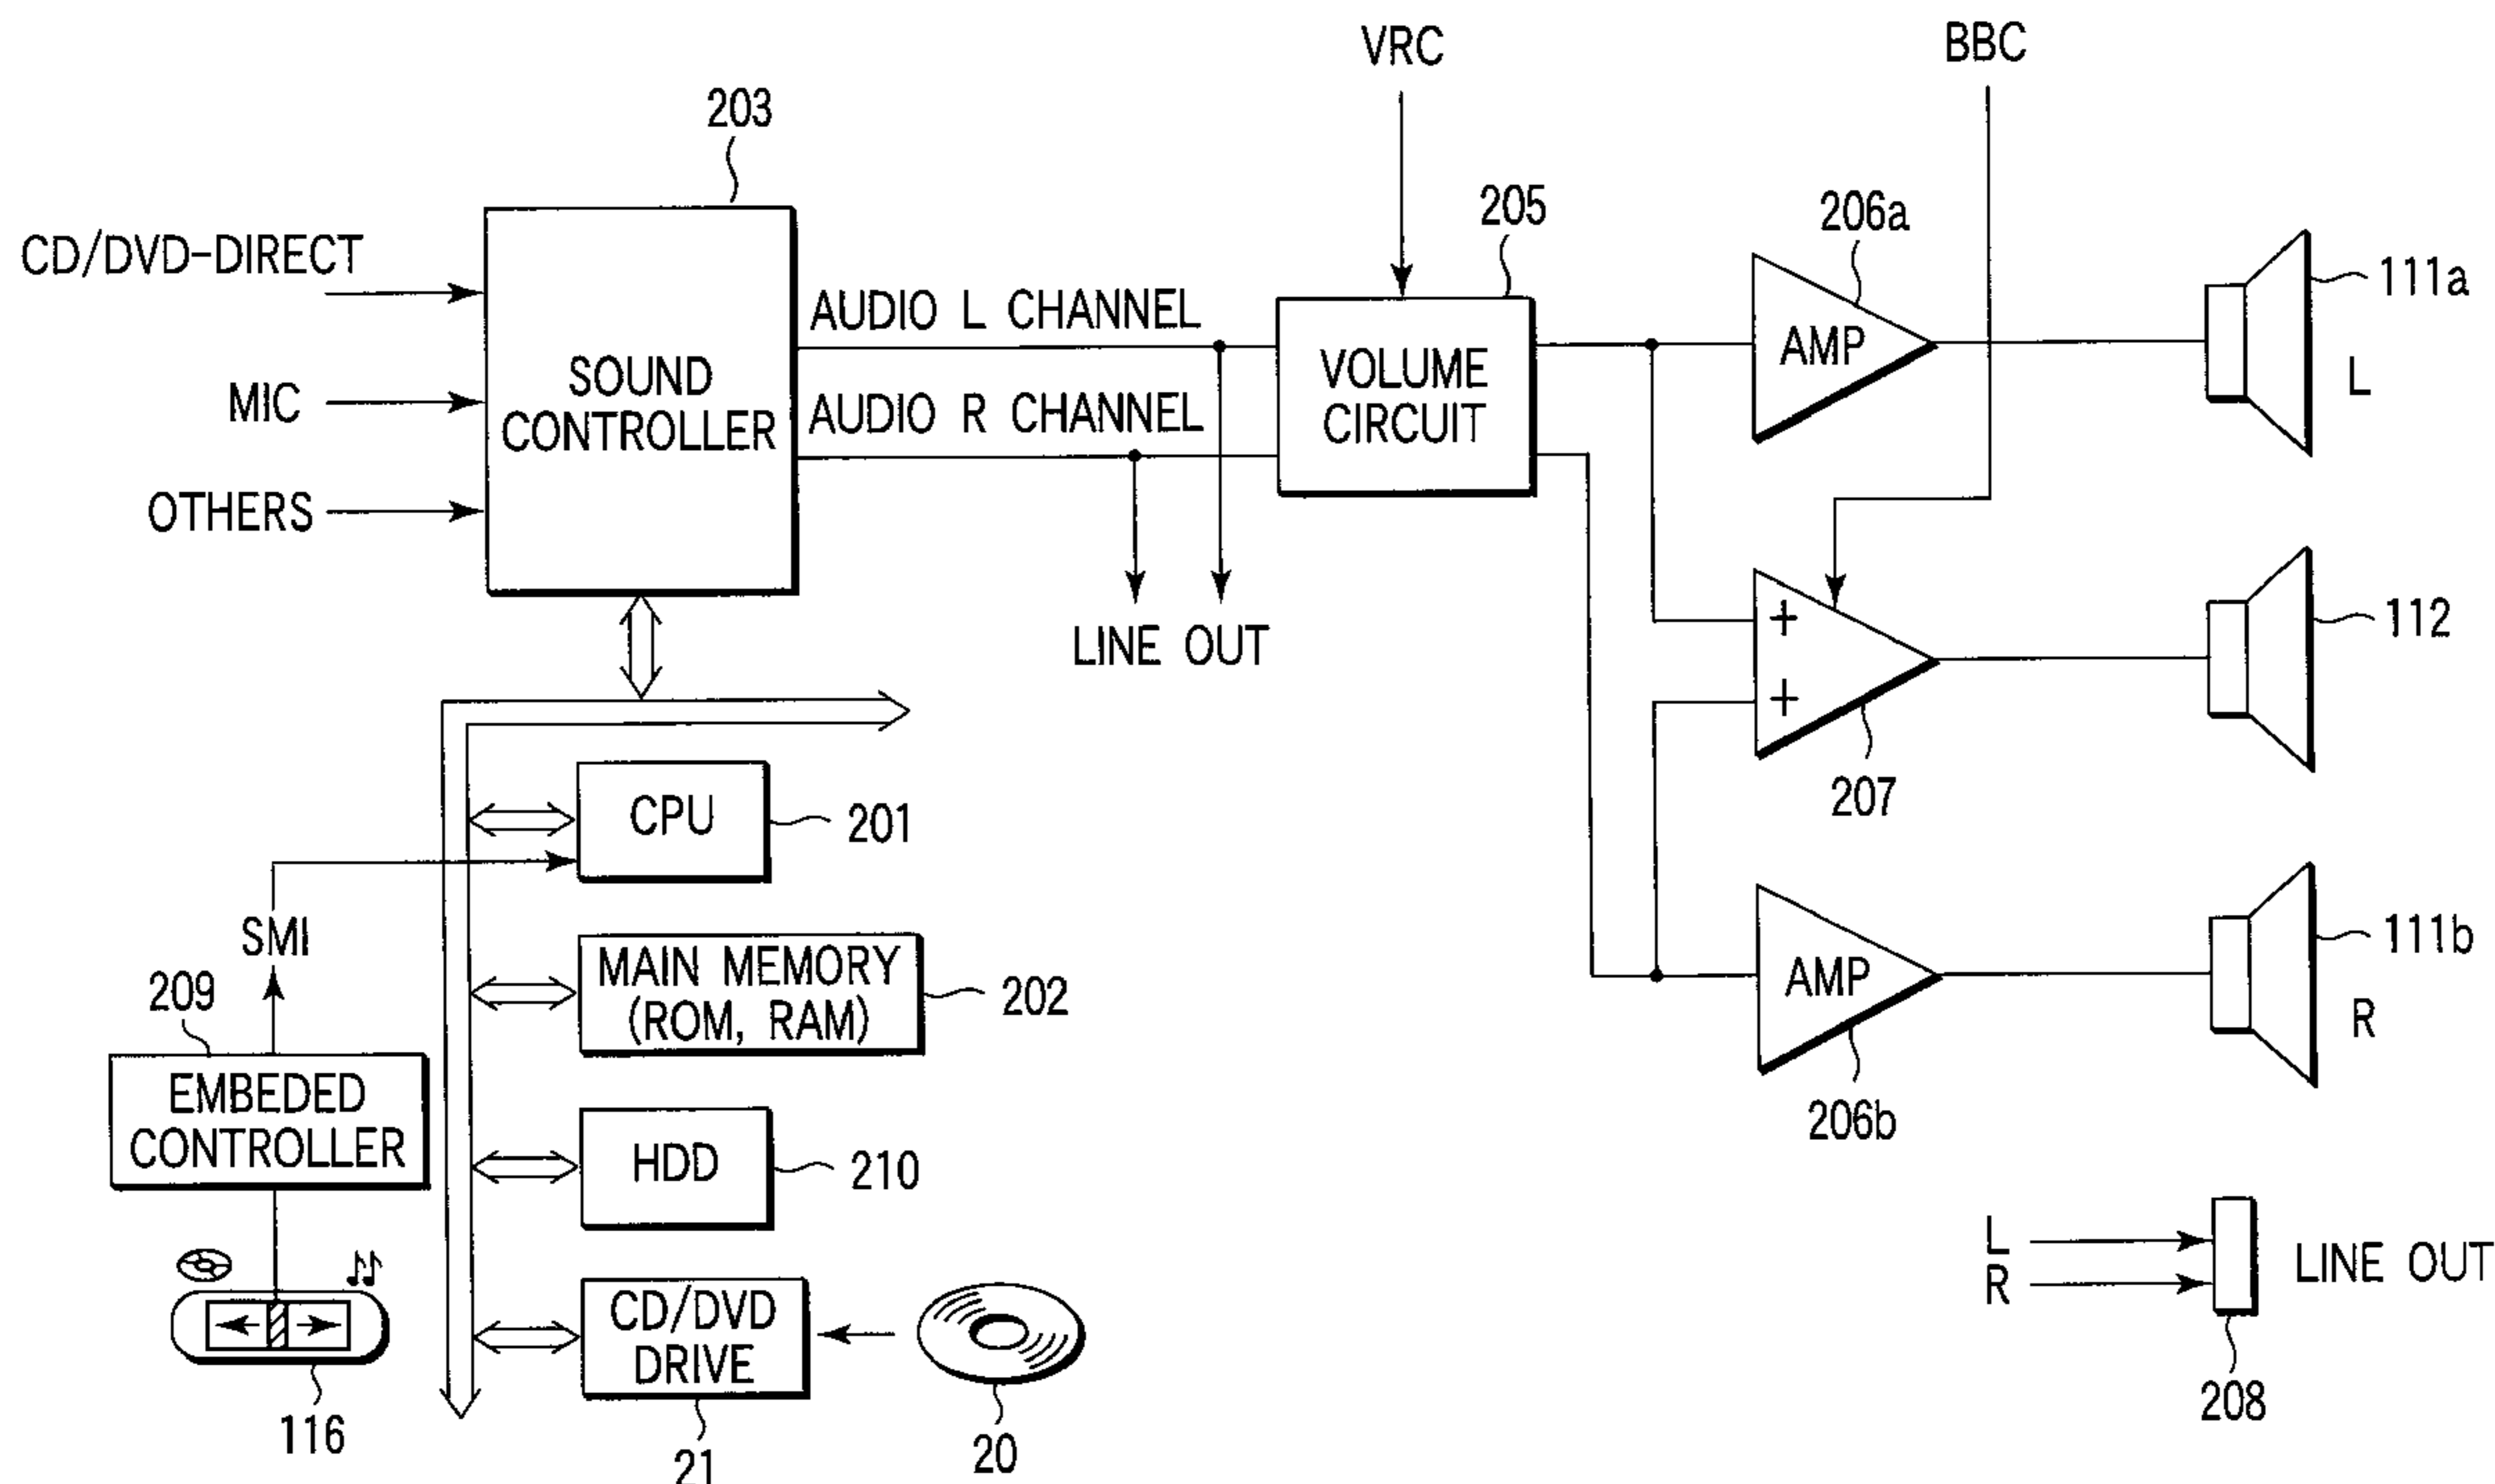 VRC
BBC
203
205
206a
CD/DVD-DIRECT
111a
AUDIO L CHANNEL
AMP
SOUND
CONTROLLER
VOLUME
CIRCUIT
L
MIC
AUDIO R CHANNEL
OTHERS
LINE OUT
+
+
112
207
CPU
201
SMI
209
MAIN MEMORY
(ROM, RAM)
202
AMP
111b
R
EMBEDED
CONTROLLER
206b
HDD
210
L
R
LINE OUT
CD/DVD
DRIVE
208
116
21
20